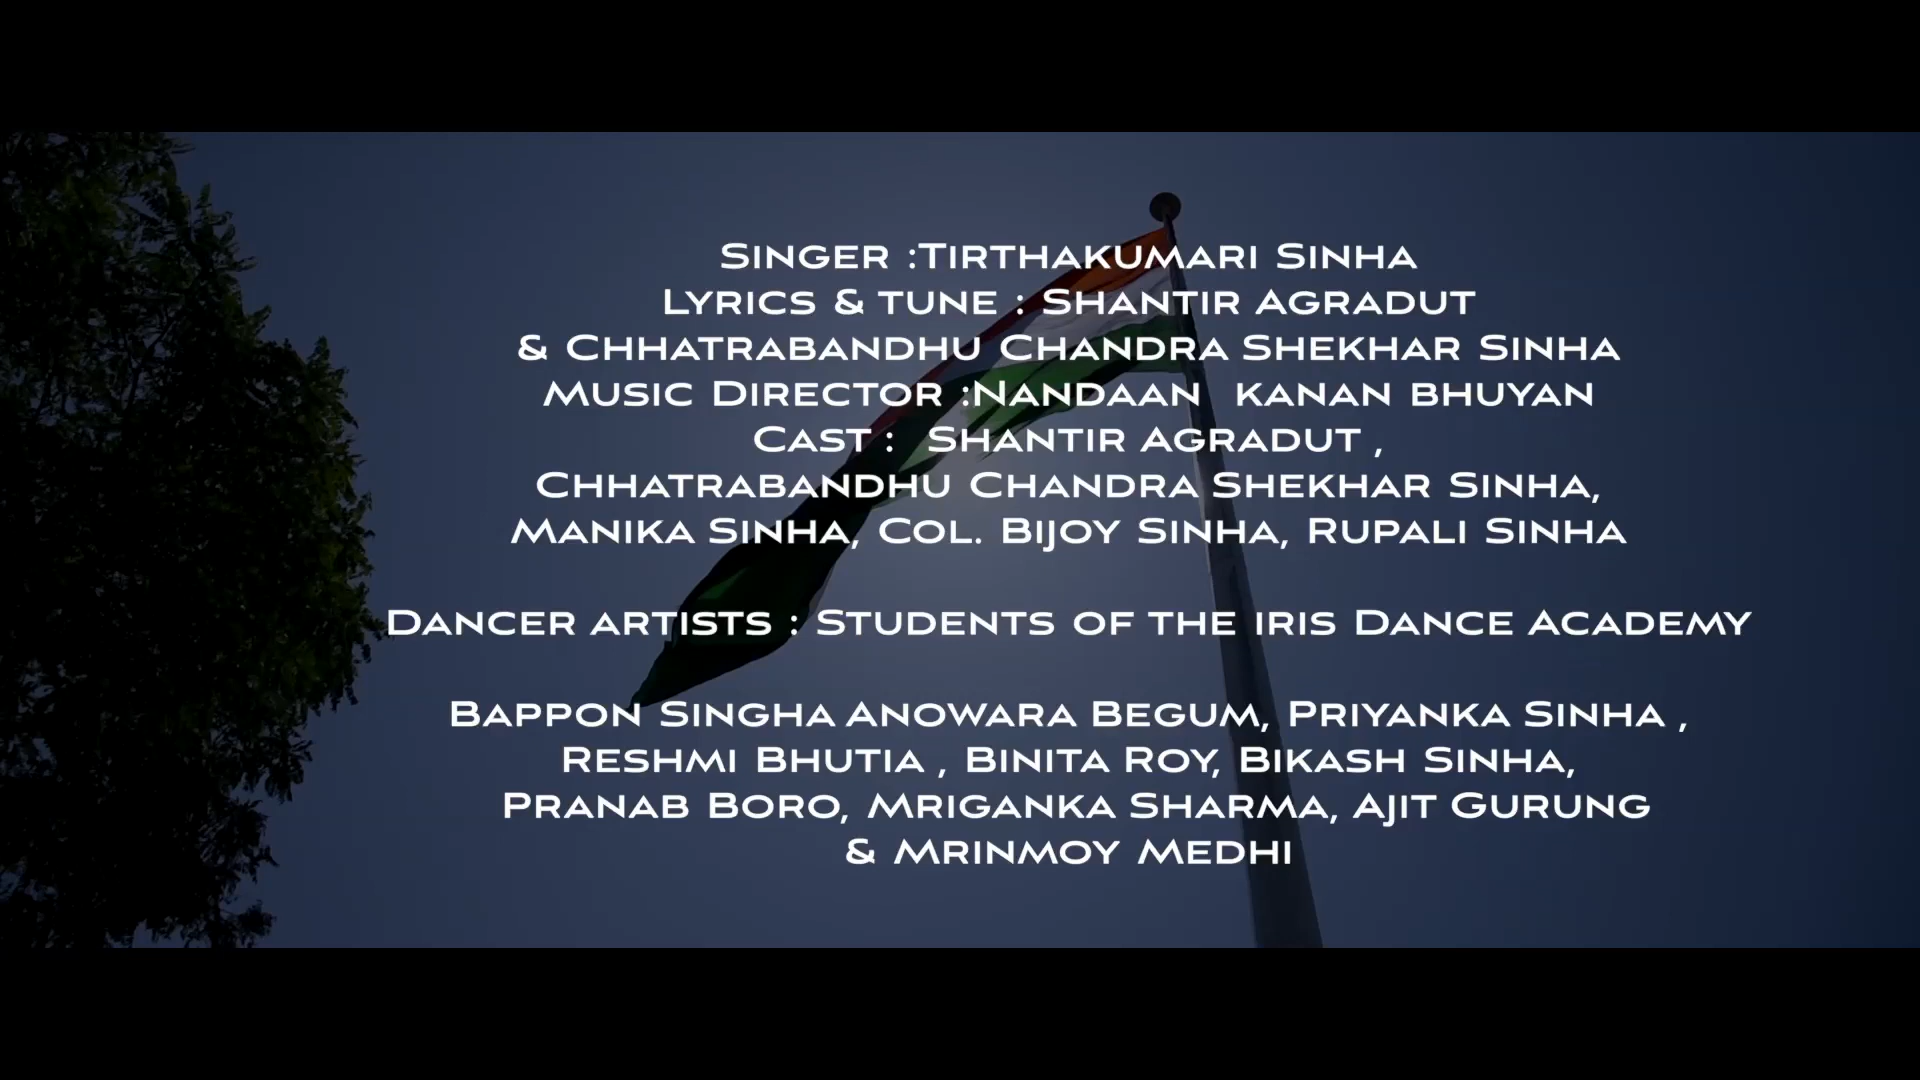 Singer :Tirthakumari Sinha
Lyrics & tune : Shantir Agradut
& Chhatrabandhu Chandra Shekhar Sinha
Music Director :Nandaan kanan bhuyan
Cast : Shantir Agradut ,
Chhatrabandhu Chandra Shekhar Sinha,
Manika Sinha, Col. Bijoy Sinha, Rupali Sinha
Dancer artists : Students of the iris Dance Academy
Bappon Singha Anowara Begum, Priyanka Sinha ,
Reshmi Bhutia , Binita Roy, Bikash Sinha,
Pranab Boro, Mriganka Sharma, Ajit Gurung
& Mrinmoy Medhi